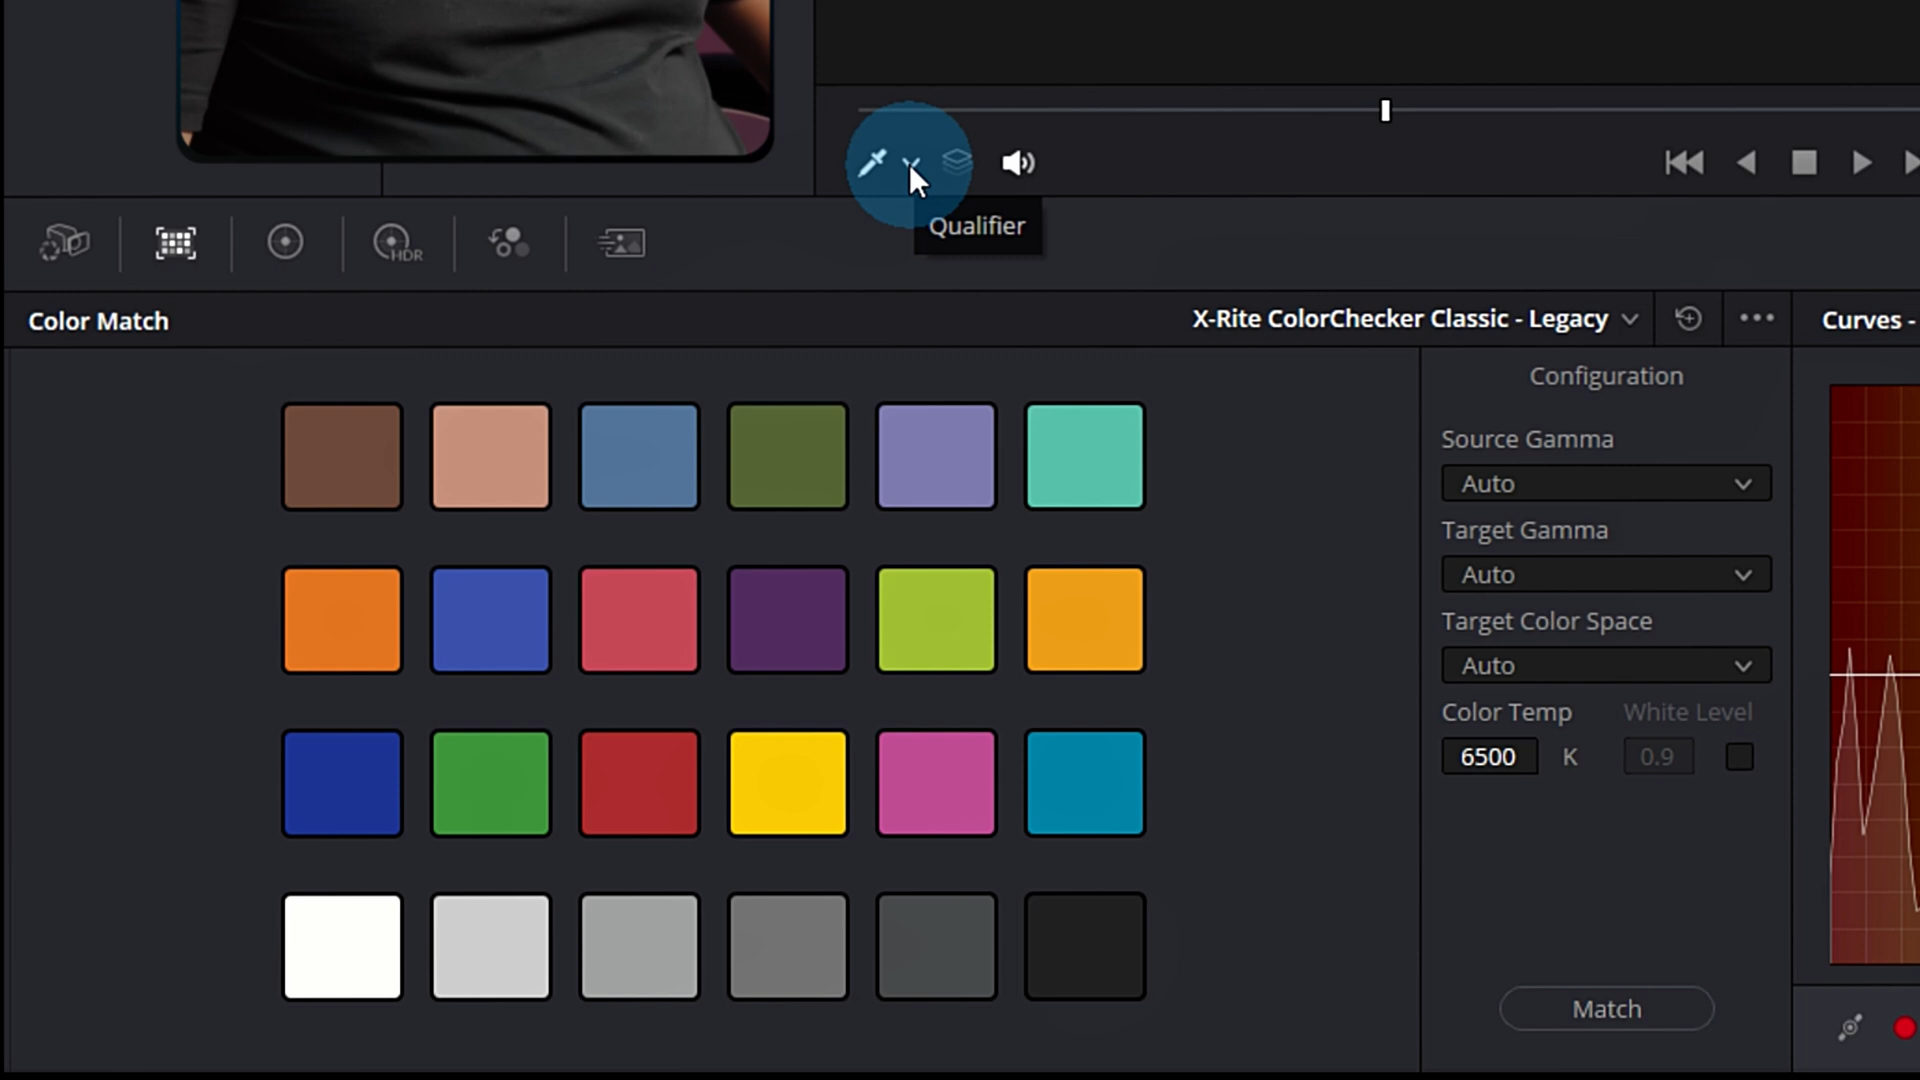 Qualifier
HDR
Color Match
X-Rite ColorChecker Classic - Legacy
Curves -
Configuration
Source Gamma
Auto
Target Gamma
Auto
Target Color Space
Auto
Color Temp
White Level
6500
K
0.9
Match